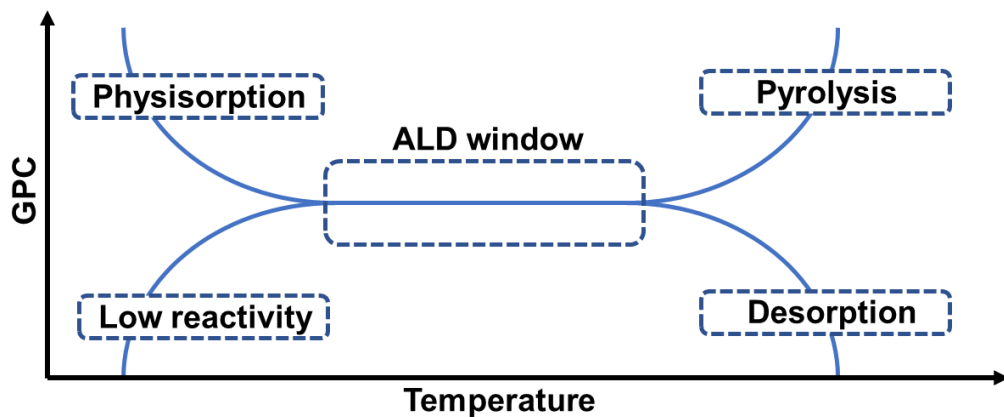 Physisorption
Pyrolysis
ALD window
GPC
Low reactivity
Desorption
Temperature